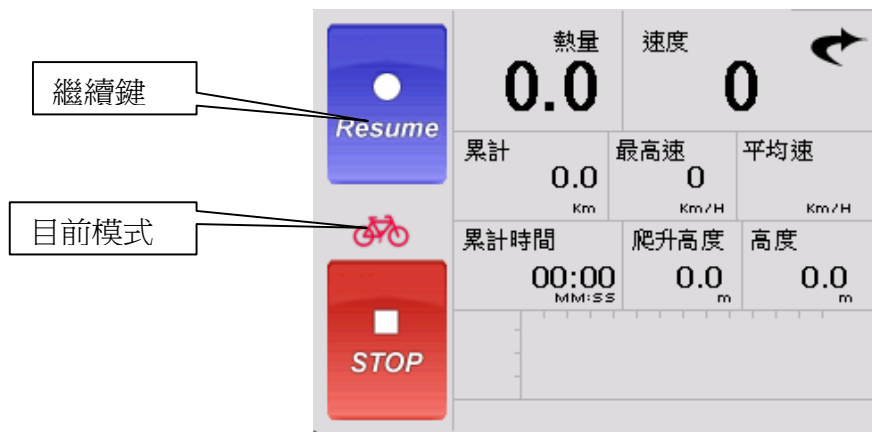 繼續鍵
目前模式
Resume
STOP
熱量
0.0
速度
0
累計
0.0
Km
最高速
0
Km/H
平均速
Km/H
累計時間
00:00
MM:SS
爬升高度
0.0
m
高度
0.0
m